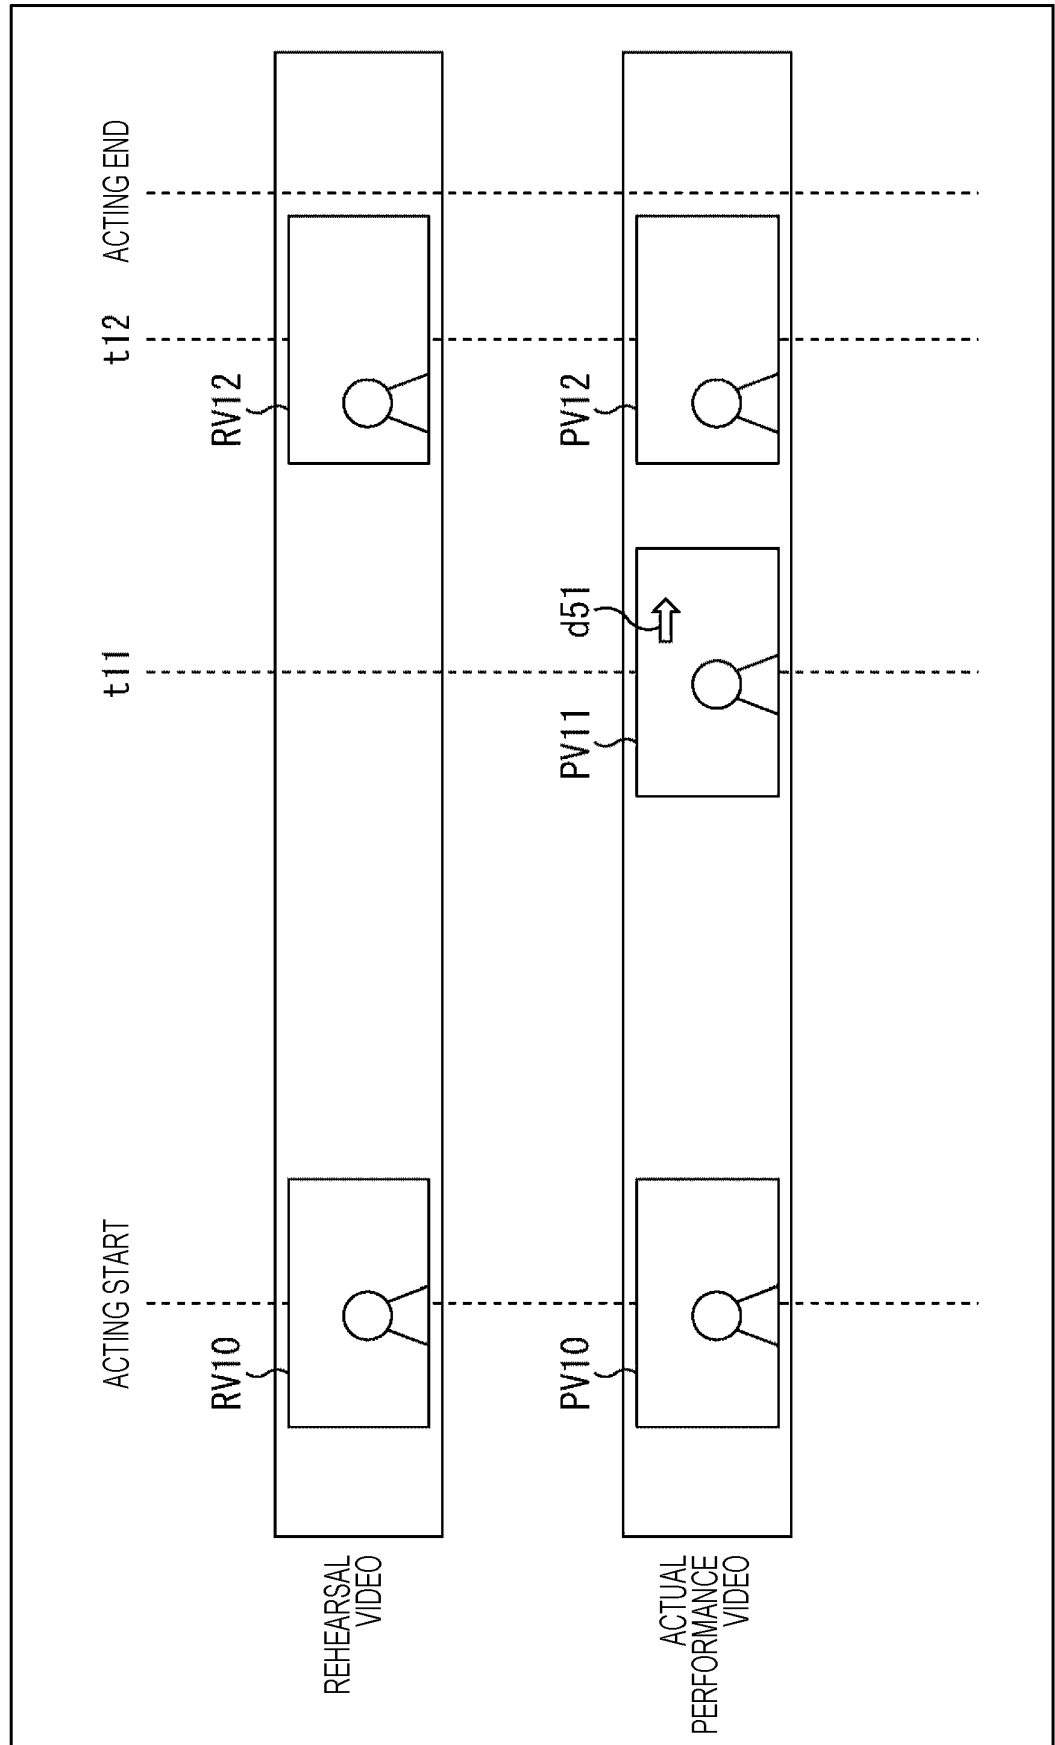 ACTING START
t11
t12
ACTING END
RV10
RV12
REHEARSAL
VIDEO
PV10
PV11
d51
PV12
ACTUAL
PERFORMANCE
VIDEO